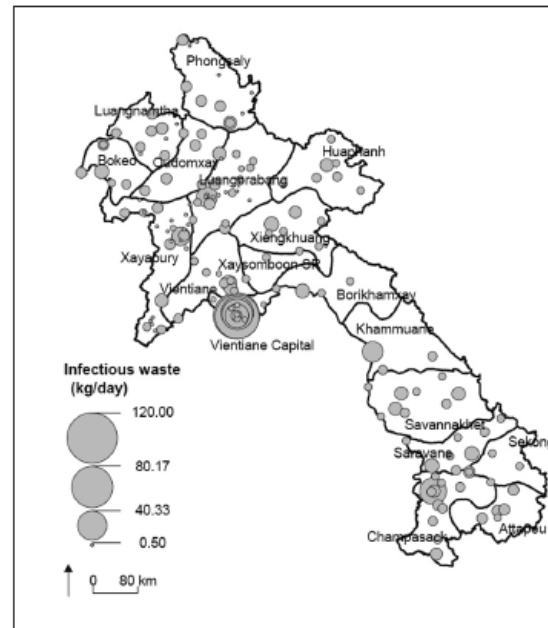 Phongsaly
Luangnamtha
Bokeo
Oudomxay
Huaphanh
Luangprabang
Xiengkhuang
Xayabury
Xaysomboon SR
Vientiane
Borikhamxay
Vientiane Capital
Khammuane
Infectious waste
(kg/day)
120.00
80.17
40.33
0.50
Savannakhet
Saravane
Sekong
Champasack
Attapeu
0 80 km